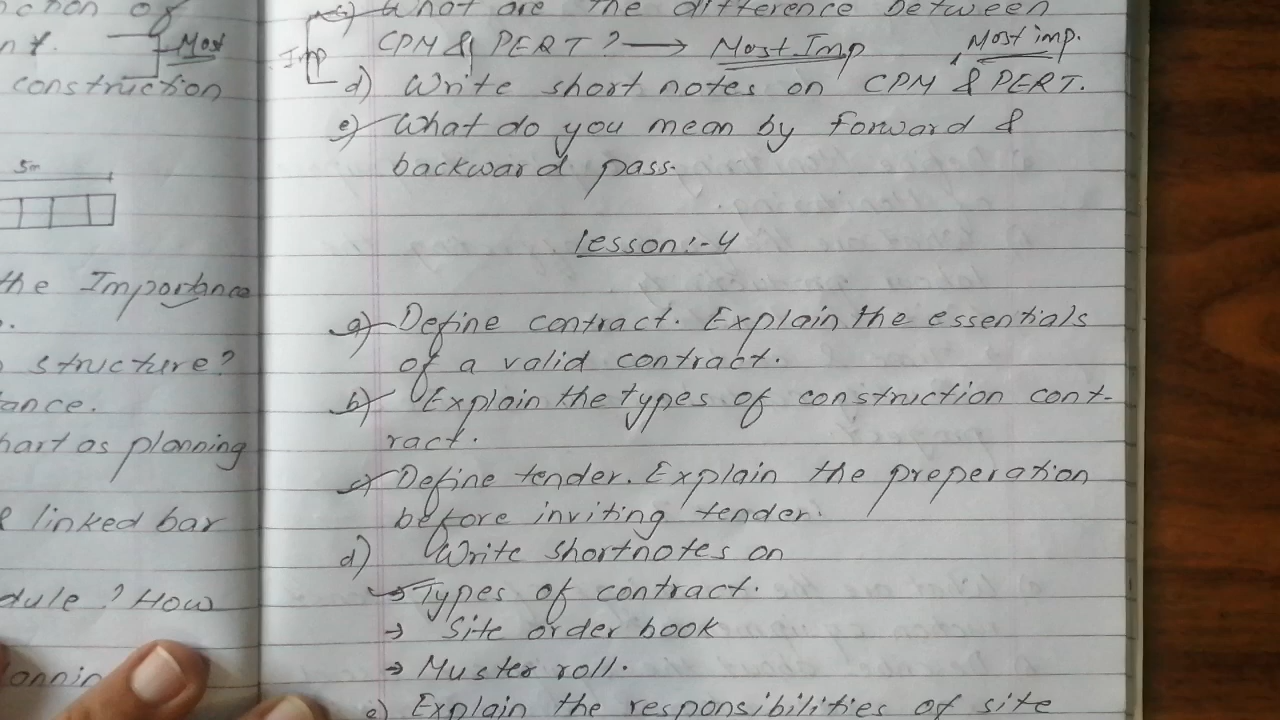 ction of
Most
construction
5m
the Importance
structure?
ance.
hart as planning
& linked bar
dule? How
c) What are the difference between
CPM & PERT? → Most Imp
Most imp.
Imp
d) Write short notes on CPM & PERT.
e) What do you mean by forward &
backward pass.
lesson:-4
a) Define contract. Explain the essentials
of a valid contract.
b) Explain the types of construction cont-
ract.
c) Define tender. Explain the preperation
before inviting tender.
d) Write shortnotes on
→ Types of contract.
→ Site order book
→ Muster roll.
e) Explain the responsibilities of site